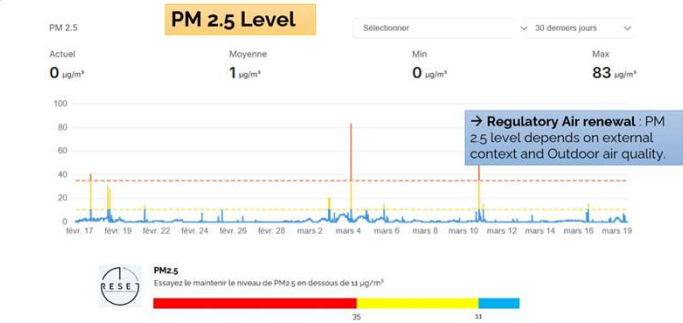 PM 2.5 Level
PM 2.5
Sélectionner
30 derniers jours
Actuel
Moyenne
Min
Max
0 µg/m³
1 µg/m³
0 µg/m³
83 µg/m³
→ Regulatory Air renewal : PM
2.5 level depends on external
context and Outdoor air quality.
100
80
60
40
20
0
févr. 17 févr. 19 févr. 22 févr. 24 févr. 26 févr. 28 mars 2 mars 4 mars 6 mars 8 mars 10 mars 12 mars 14 mars 16 mars 19
RESET
PM2.5
Essayez le maintenir le niveau de PM2.5 en dessous de 11 µg/m³
35
11